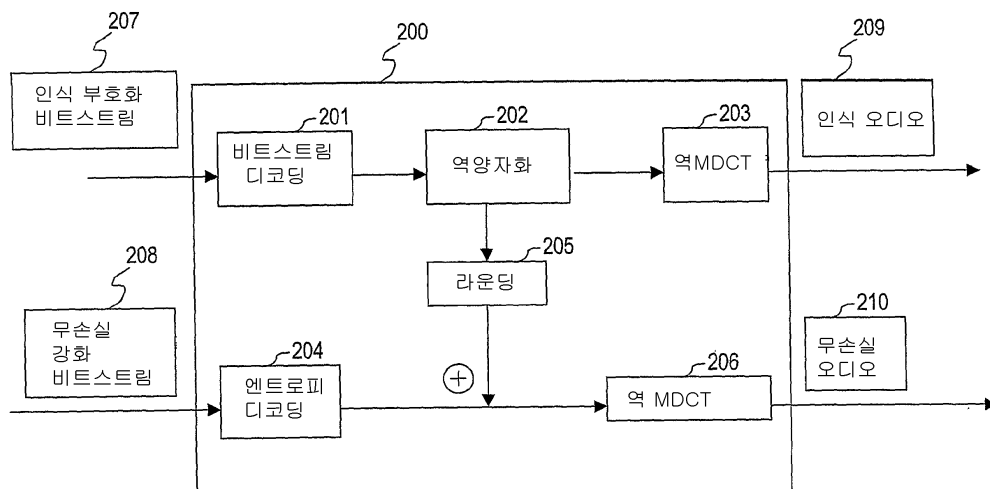 207
200
209
인식 부호화
비트스트림
201
비트스트림
디코딩
202
역양자화
203
역MDCT
인식 오디오
208
205
라운딩
210
무손실
강화
비트스트림
204
엔트로피
디코딩
+
206
역 MDCT
무손실
오디오